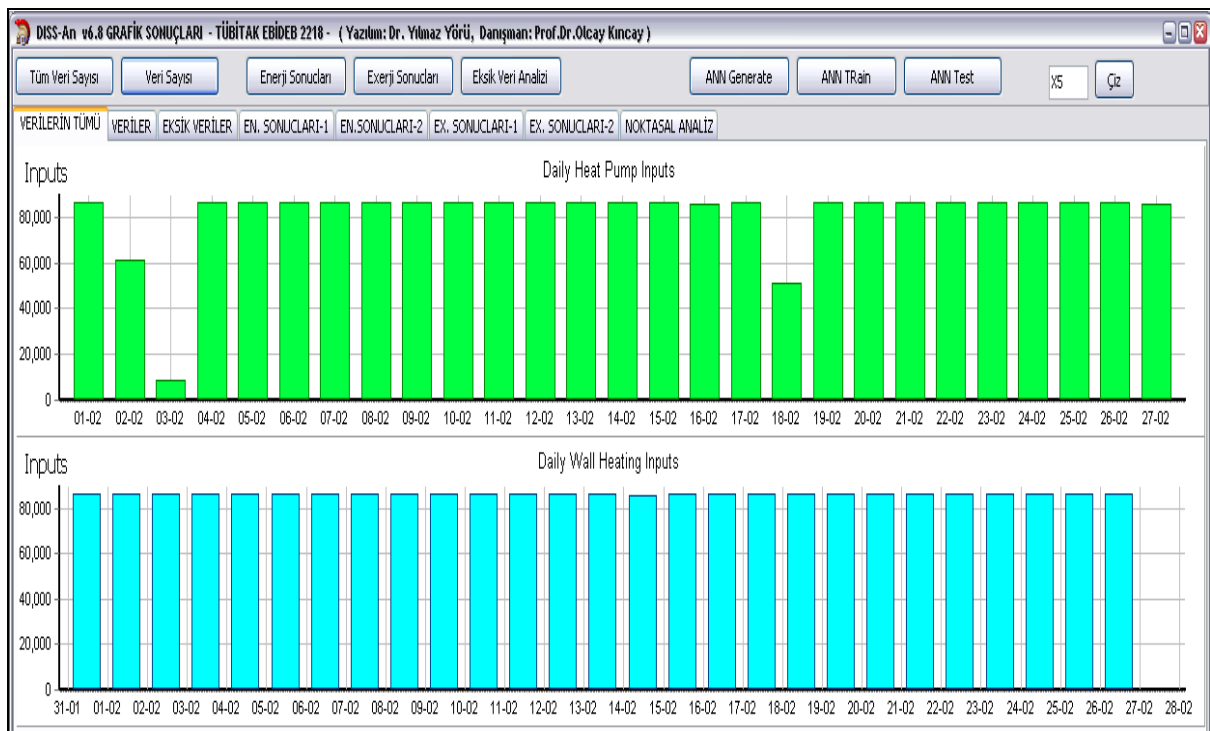 DISS-An v6.8 GRAFİK SONUÇLARI - TÜBİTAK EBİDEB 2218 - ( Yazılım: Dr. Yılmaz Yörü, Danışman: Prof.Dr.Olcay Kıncay )
Tüm Veri Sayısı Veri Sayısı Enerji Sonucları Exerji Sonucları Eksik Veri Analizi ANN Generate ANN TRain ANN Test X5 Çiz
VERİLERİN TÜMÜ VERİLER EKSİK VERİLER EN. SONUCLARI-1 EN.SONUCLARI-2 EX. SONUCLARI-1 EX. SONUCLARI-2 NOKTASAL ANALİZ
Inputs Daily Heat Pump Inputs
80,000
60,000
40,000
20,000
0
01-02 02-02 03-02 04-02 05-02 06-02 07-02 08-02 09-02 10-02 11-02 12-02 13-02 14-02 15-02 16-02 17-02 18-02 19-02 20-02 21-02 22-02 23-02 24-02 25-02 26-02 27-02
Inputs Daily Wall Heating Inputs
80,000
60,000
40,000
20,000
0
31-01 01-02 02-02 03-02 04-02 05-02 06-02 07-02 08-02 09-02 10-02 11-02 12-02 13-02 14-02 15-02 16-02 17-02 18-02 19-02 20-02 21-02 22-02 23-02 24-02 25-02 26-02 27-02 28-02